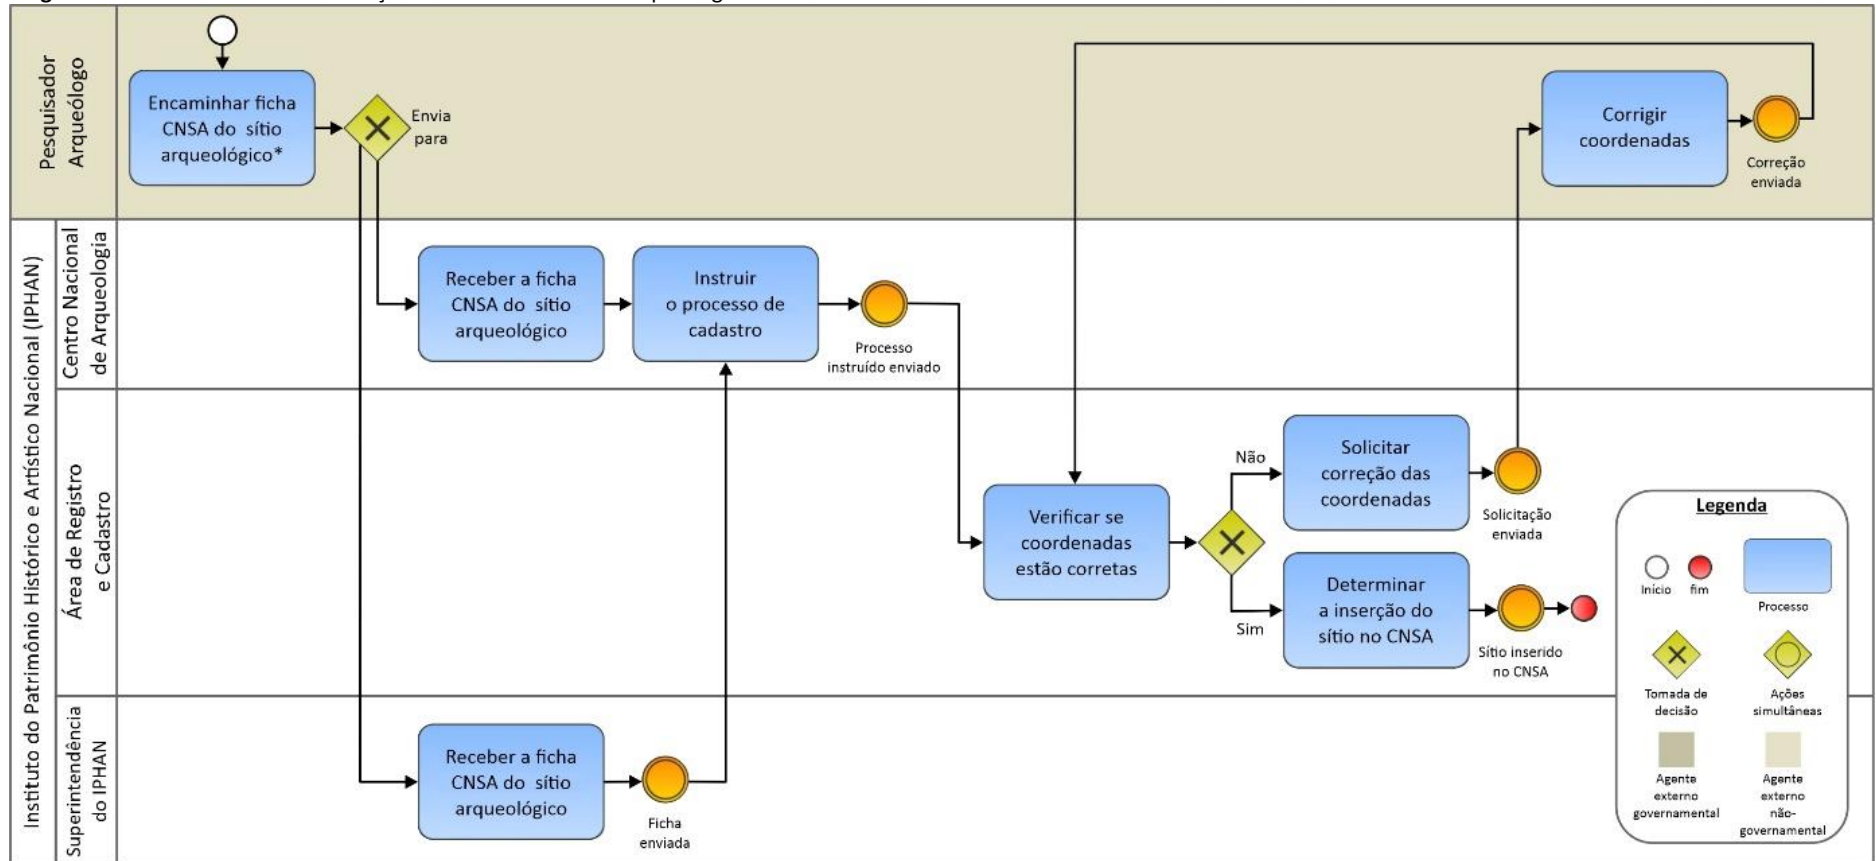 Pesquisador
Arqueólogo
Encaminhar ficha
CNSA do sítio
arqueológico*
Envia
para
Corrigir
coordenadas
Correção
enviada
Instituto do Patrimônio Histórico e Artístico Nacional (IPHAN)
Centro Nacional
de Arqueologia
Receber a ficha
CNSA do sítio
arqueológico
Instruir
o processo de
cadastro
Processo
instruído enviado
Área de Registro
e Cadastro
Verificar se
coordenadas
estão corretas
Não
Sim
Solicitar
correção das
coordenadas
Solicitação
enviada
Determinar
a inserção do
sítio no CNSA
Sítio inserido
no CNSA
Superintendência
do IPHAN
Receber a ficha
CNSA do sítio
arqueológico
Ficha
enviada
Legenda
Início
fim
Processo
Tomada de
decisão
Ações
simultâneas
Agente
externo
governamental
Agente
externo
não-
governamental